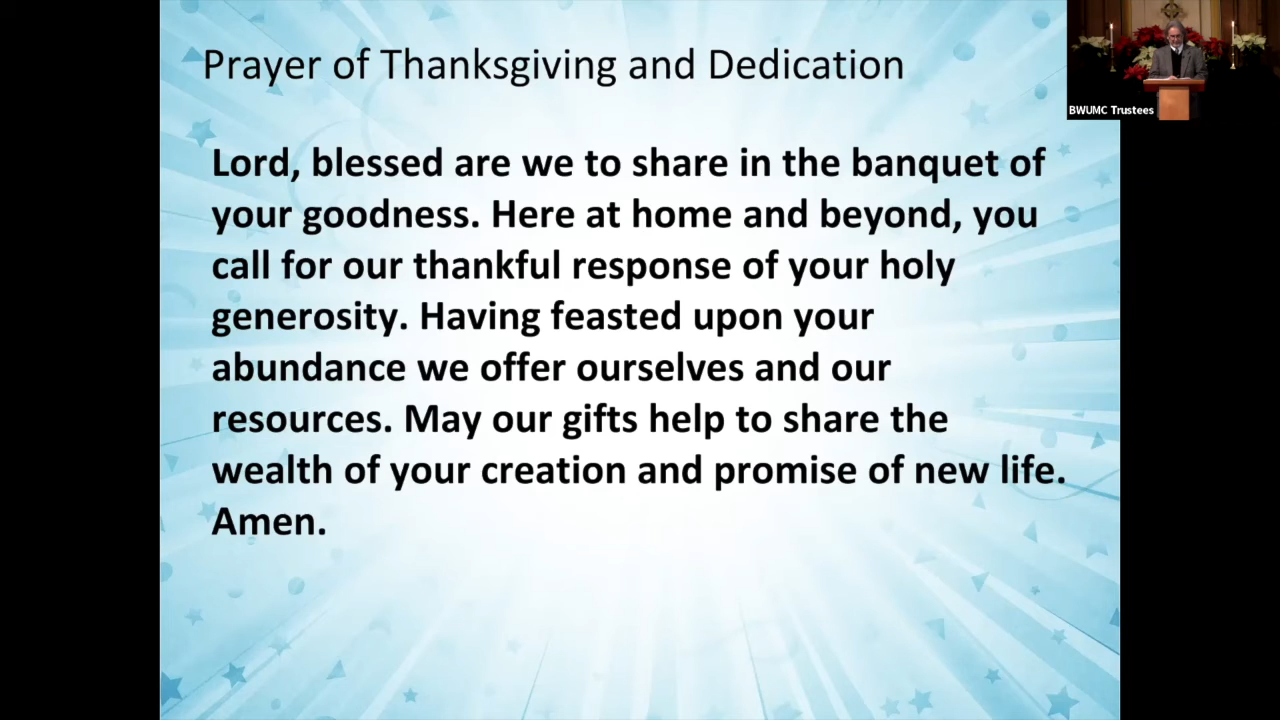 Prayer of Thanksgiving and Dedication
BWUMC Trustees
Lord, blessed are we to share in the banquet of
your goodness. Here at home and beyond, you
call for our thankful response of your holy
generosity. Having feasted upon your
abundance we offer ourselves and our
resources. May our gifts help to share the
wealth of your creation and promise of new life.
Amen.